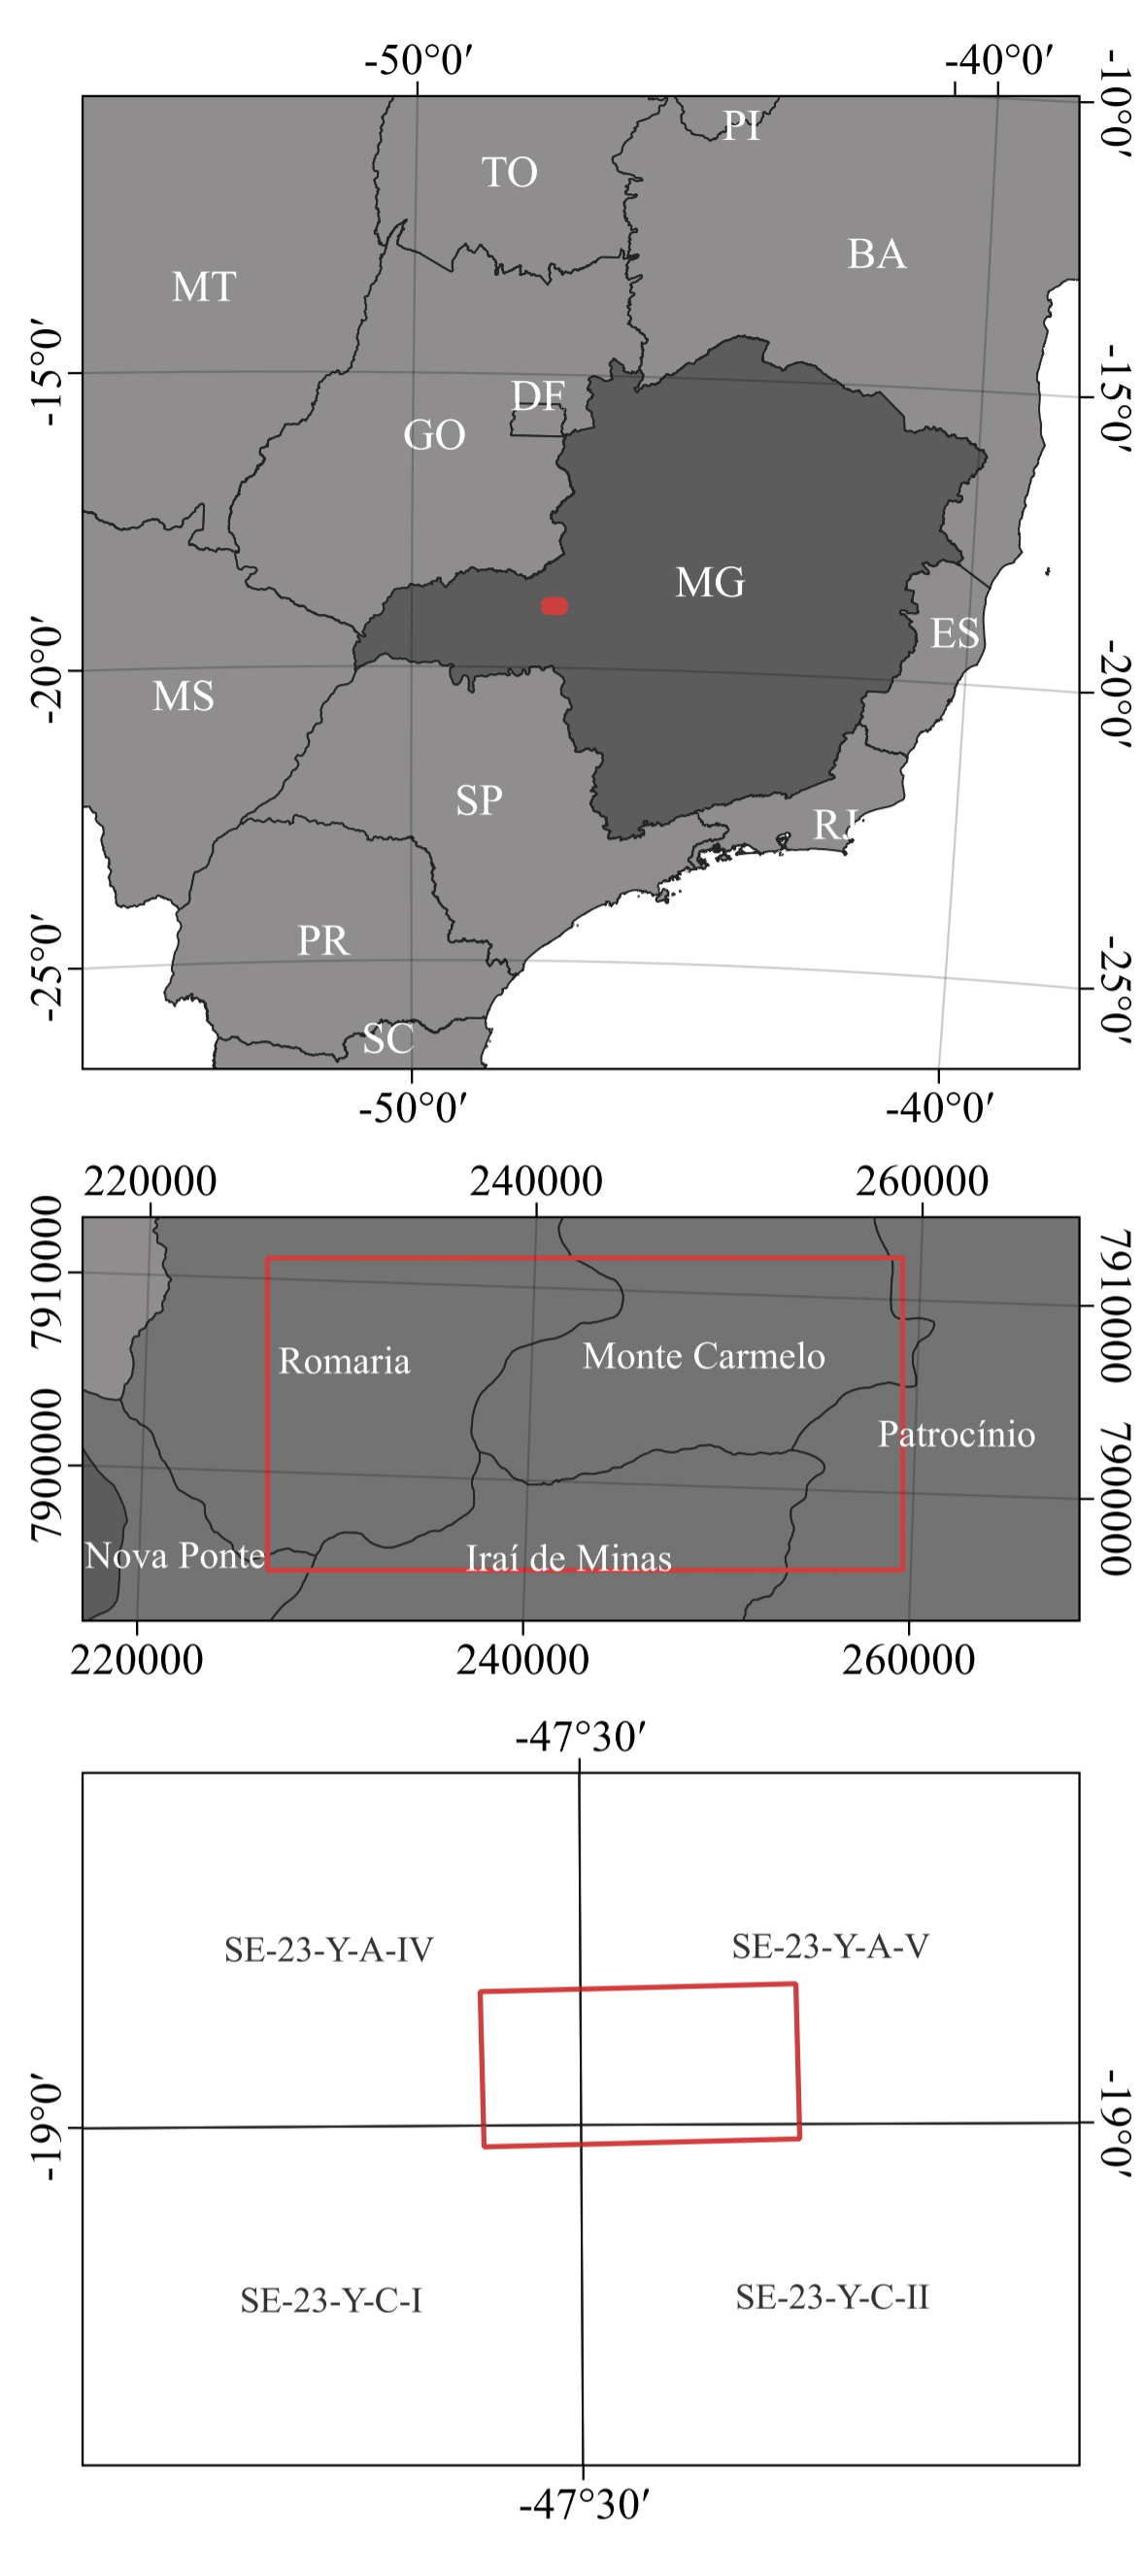 -50°0′ -40°0′
-10°0′
PI
TO
BA
MT
-15°0′ -15°0′
DF
GO
MG
ES
-20°0′ -20°0′
MS
SP
RJ
PR
-25°0′ -25°0′
SC
-50°0′ -40°0′
220000 240000 260000
7910000 7910000
Romaria Monte Carmelo
Patrocínio
7900000 7900000
Nova Ponte Iraí de Minas
220000 240000 260000
-47°30′
SE-23-Y-A-IV SE-23-Y-A-V
-19°0′ -19°0′
SE-23-Y-C-I SE-23-Y-C-II
-47°30′